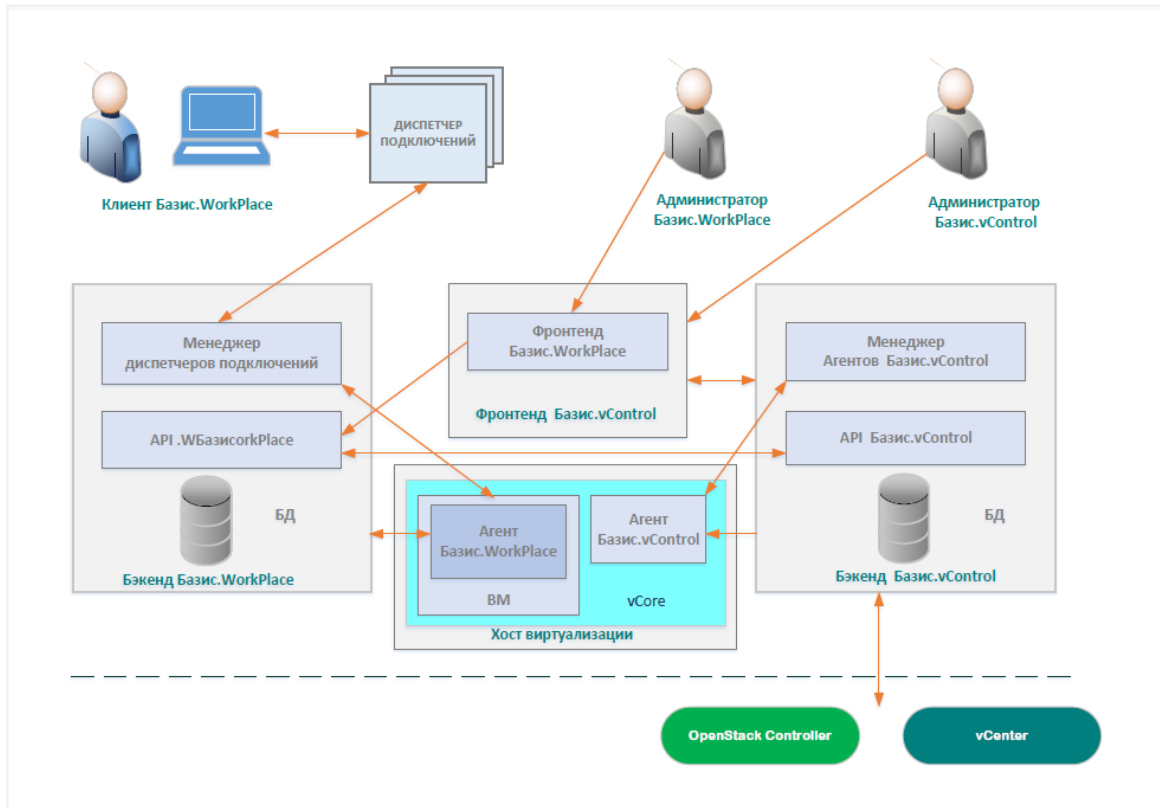 ДИСПЕТЧЕР
ПОДКЛЮЧЕНИЙ
Клиент Базис.WorkPlace
Администратор
Базис.WorkPlace
Администратор
Базис.vControl
Менеджер
диспетчеров подключений
API .WБазисorkPlace
БД
Бэкенд Базис.WorkPlace
Фронтенд
Базис.WorkPlace
Фронтенд Базис.vControl
Менеджер
Агентов Базис.vControl
API Базис.vControl
БД
Бэкенд Базис.vControl
Агент
Базис.WorkPlace
ВМ
Агент
Базис.vControl
vCore
Хост виртуализации
OpenStack Controller
vCenter